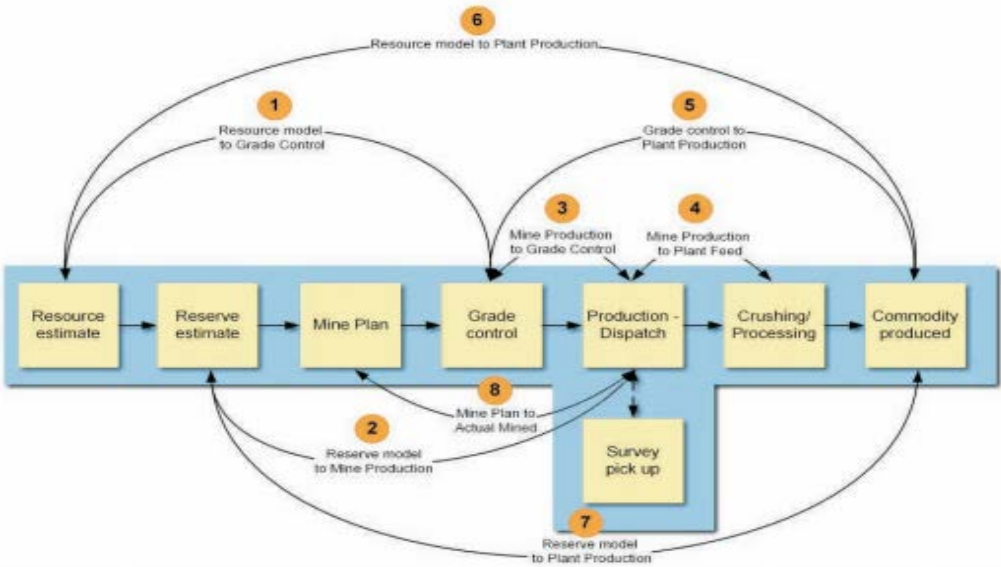 6
Resource model to Plant Production
1
Resource model
to Grade Control
5
Grade control to
Plant Production
3
Mine Production
to Grade Control
4
Mine Production
to Plant Feed
Resource
estimate
Reserve
estimate
Mine Plan
Grade
control
Production -
Dispatch
Crushing/
Processing
Commodity
produced
8
Mine Plan to
Actual Mined
2
Reserve model
to Mine Production
Survey
pick up
7
Reserve model
to Plant Production